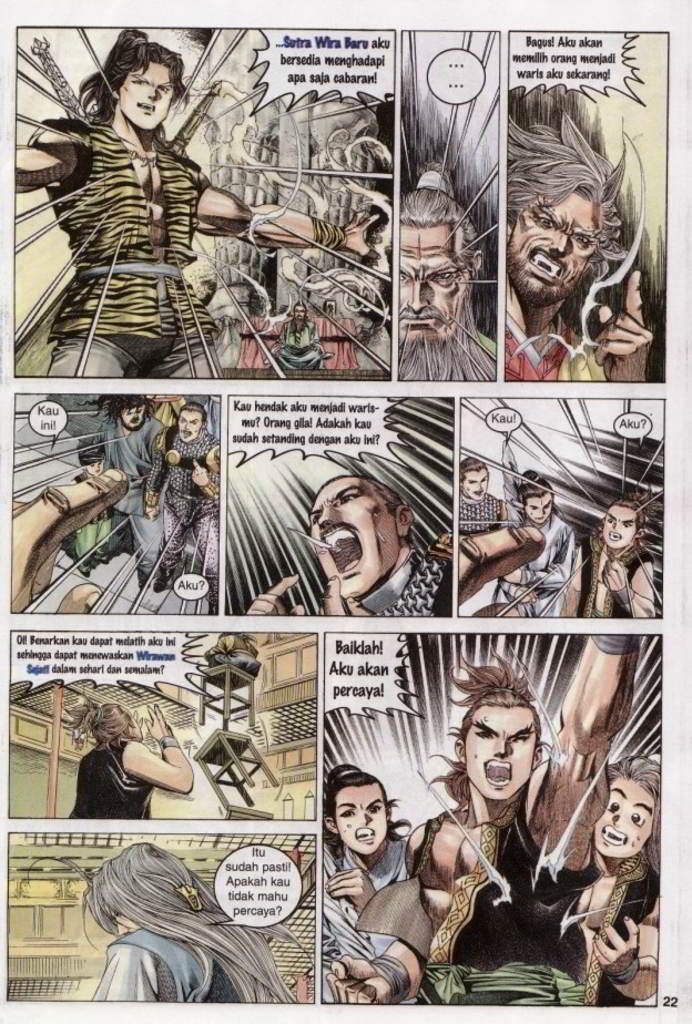 ...Sutra Wira Baru aku
bersedia menghadapi
apa saja cabaran!
...
...
Bagus! Aku akan
memilih orang menjadi
waris aku sekarang!
Kau
ini!
Aku?
Kau hendak aku menjadi waris-
mu? Orang gila! Adakah kau
sudah setanding dengan aku ini?
Kau!
Aku?
Oi! Benarkan kau dapat melatih aku ini
sehingga dapat menewaskan Wirawan
Sejati dalam sehari dan semalam?
Baiklah!
Aku akan
percaya!
Itu
sudah pasti!
Apakah kau
tidak mahu
percaya?
22